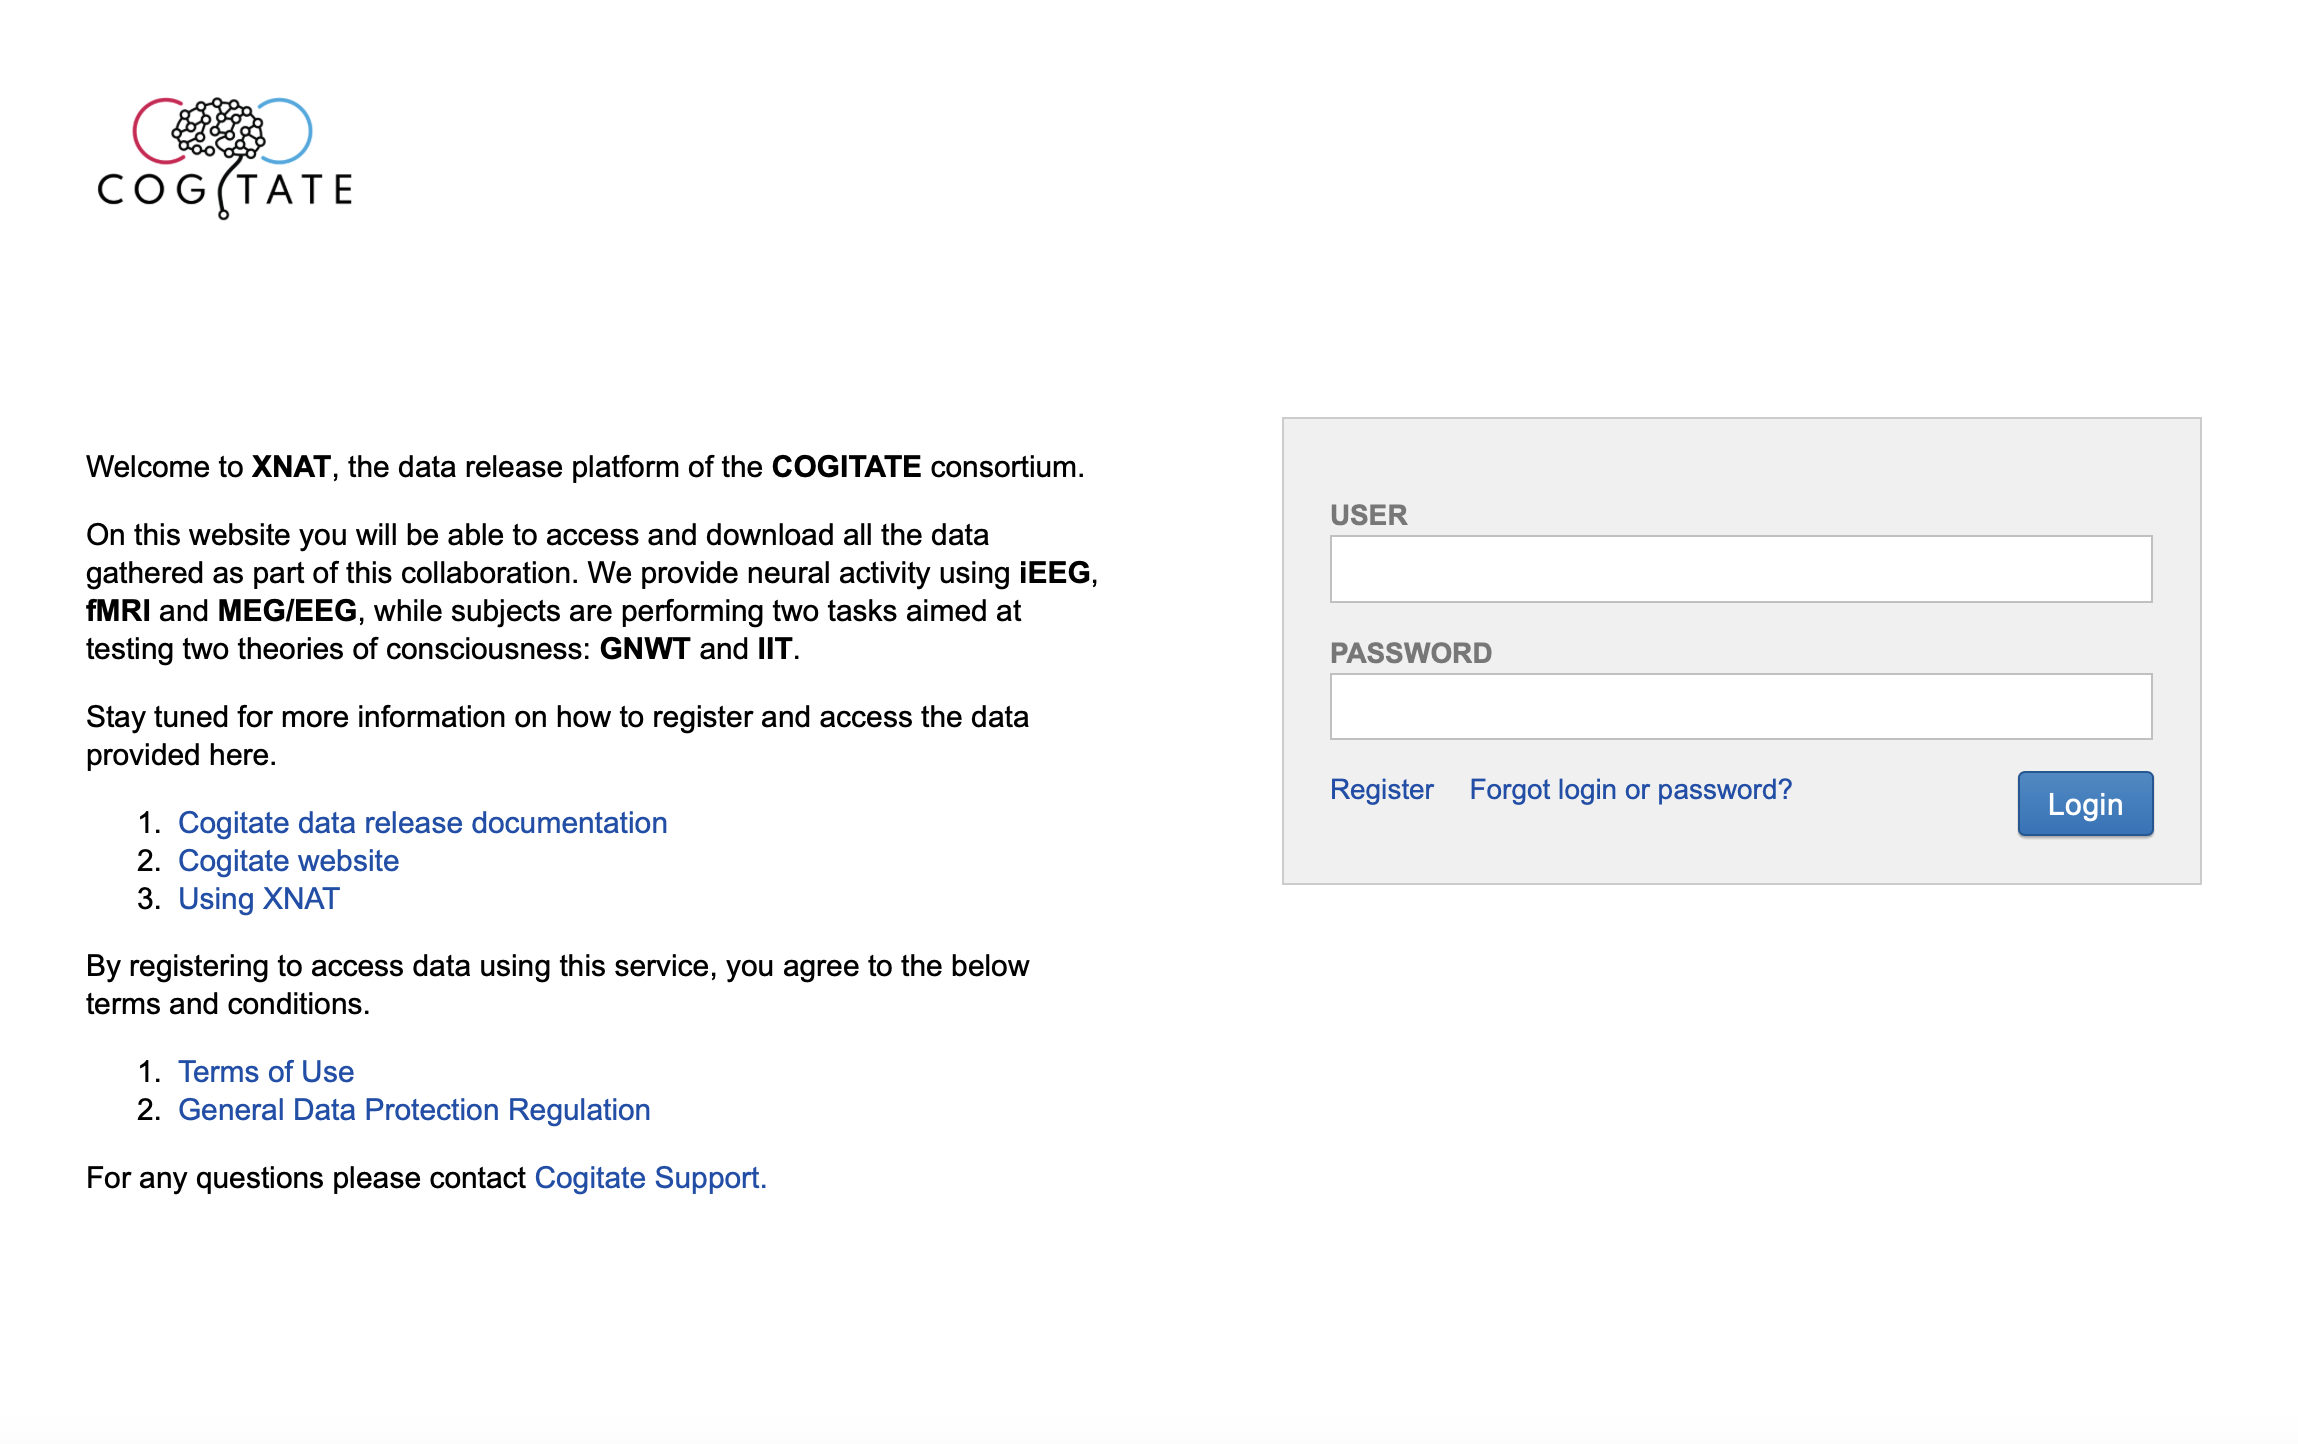 COGITATE
Welcome to XNAT, the data release platform of the COGITATE consortium.
On this website you will be able to access and download all the data
gathered as part of this collaboration. We provide neural activity using iEEG,
fMRI and MEG/EEG, while subjects are performing two tasks aimed at
testing two theories of consciousness: GNWT and IIT.
Stay tuned for more information on how to register and access the data
provided here.
1. Cogitate data release documentation
2. Cogitate website
3. Using XNAT
By registering to access data using this service, you agree to the below
terms and conditions.
1. Terms of Use
2. General Data Protection Regulation
For any questions please contact Cogitate Support.
USER
PASSWORD
Register Forgot login or password?
Login